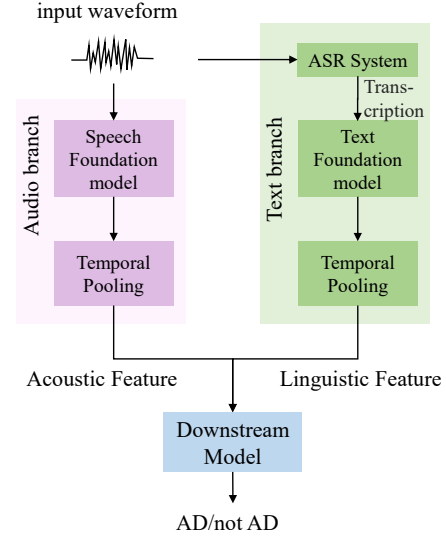 input waveform
ASR System
Trans-
cription
Audio branch
Speech
Foundation
model
Text branch
Text
Foundation
model
Temporal
Pooling
Temporal
Pooling
Acoustic Feature
Linguistic Feature
Downstream
Model
AD/not AD